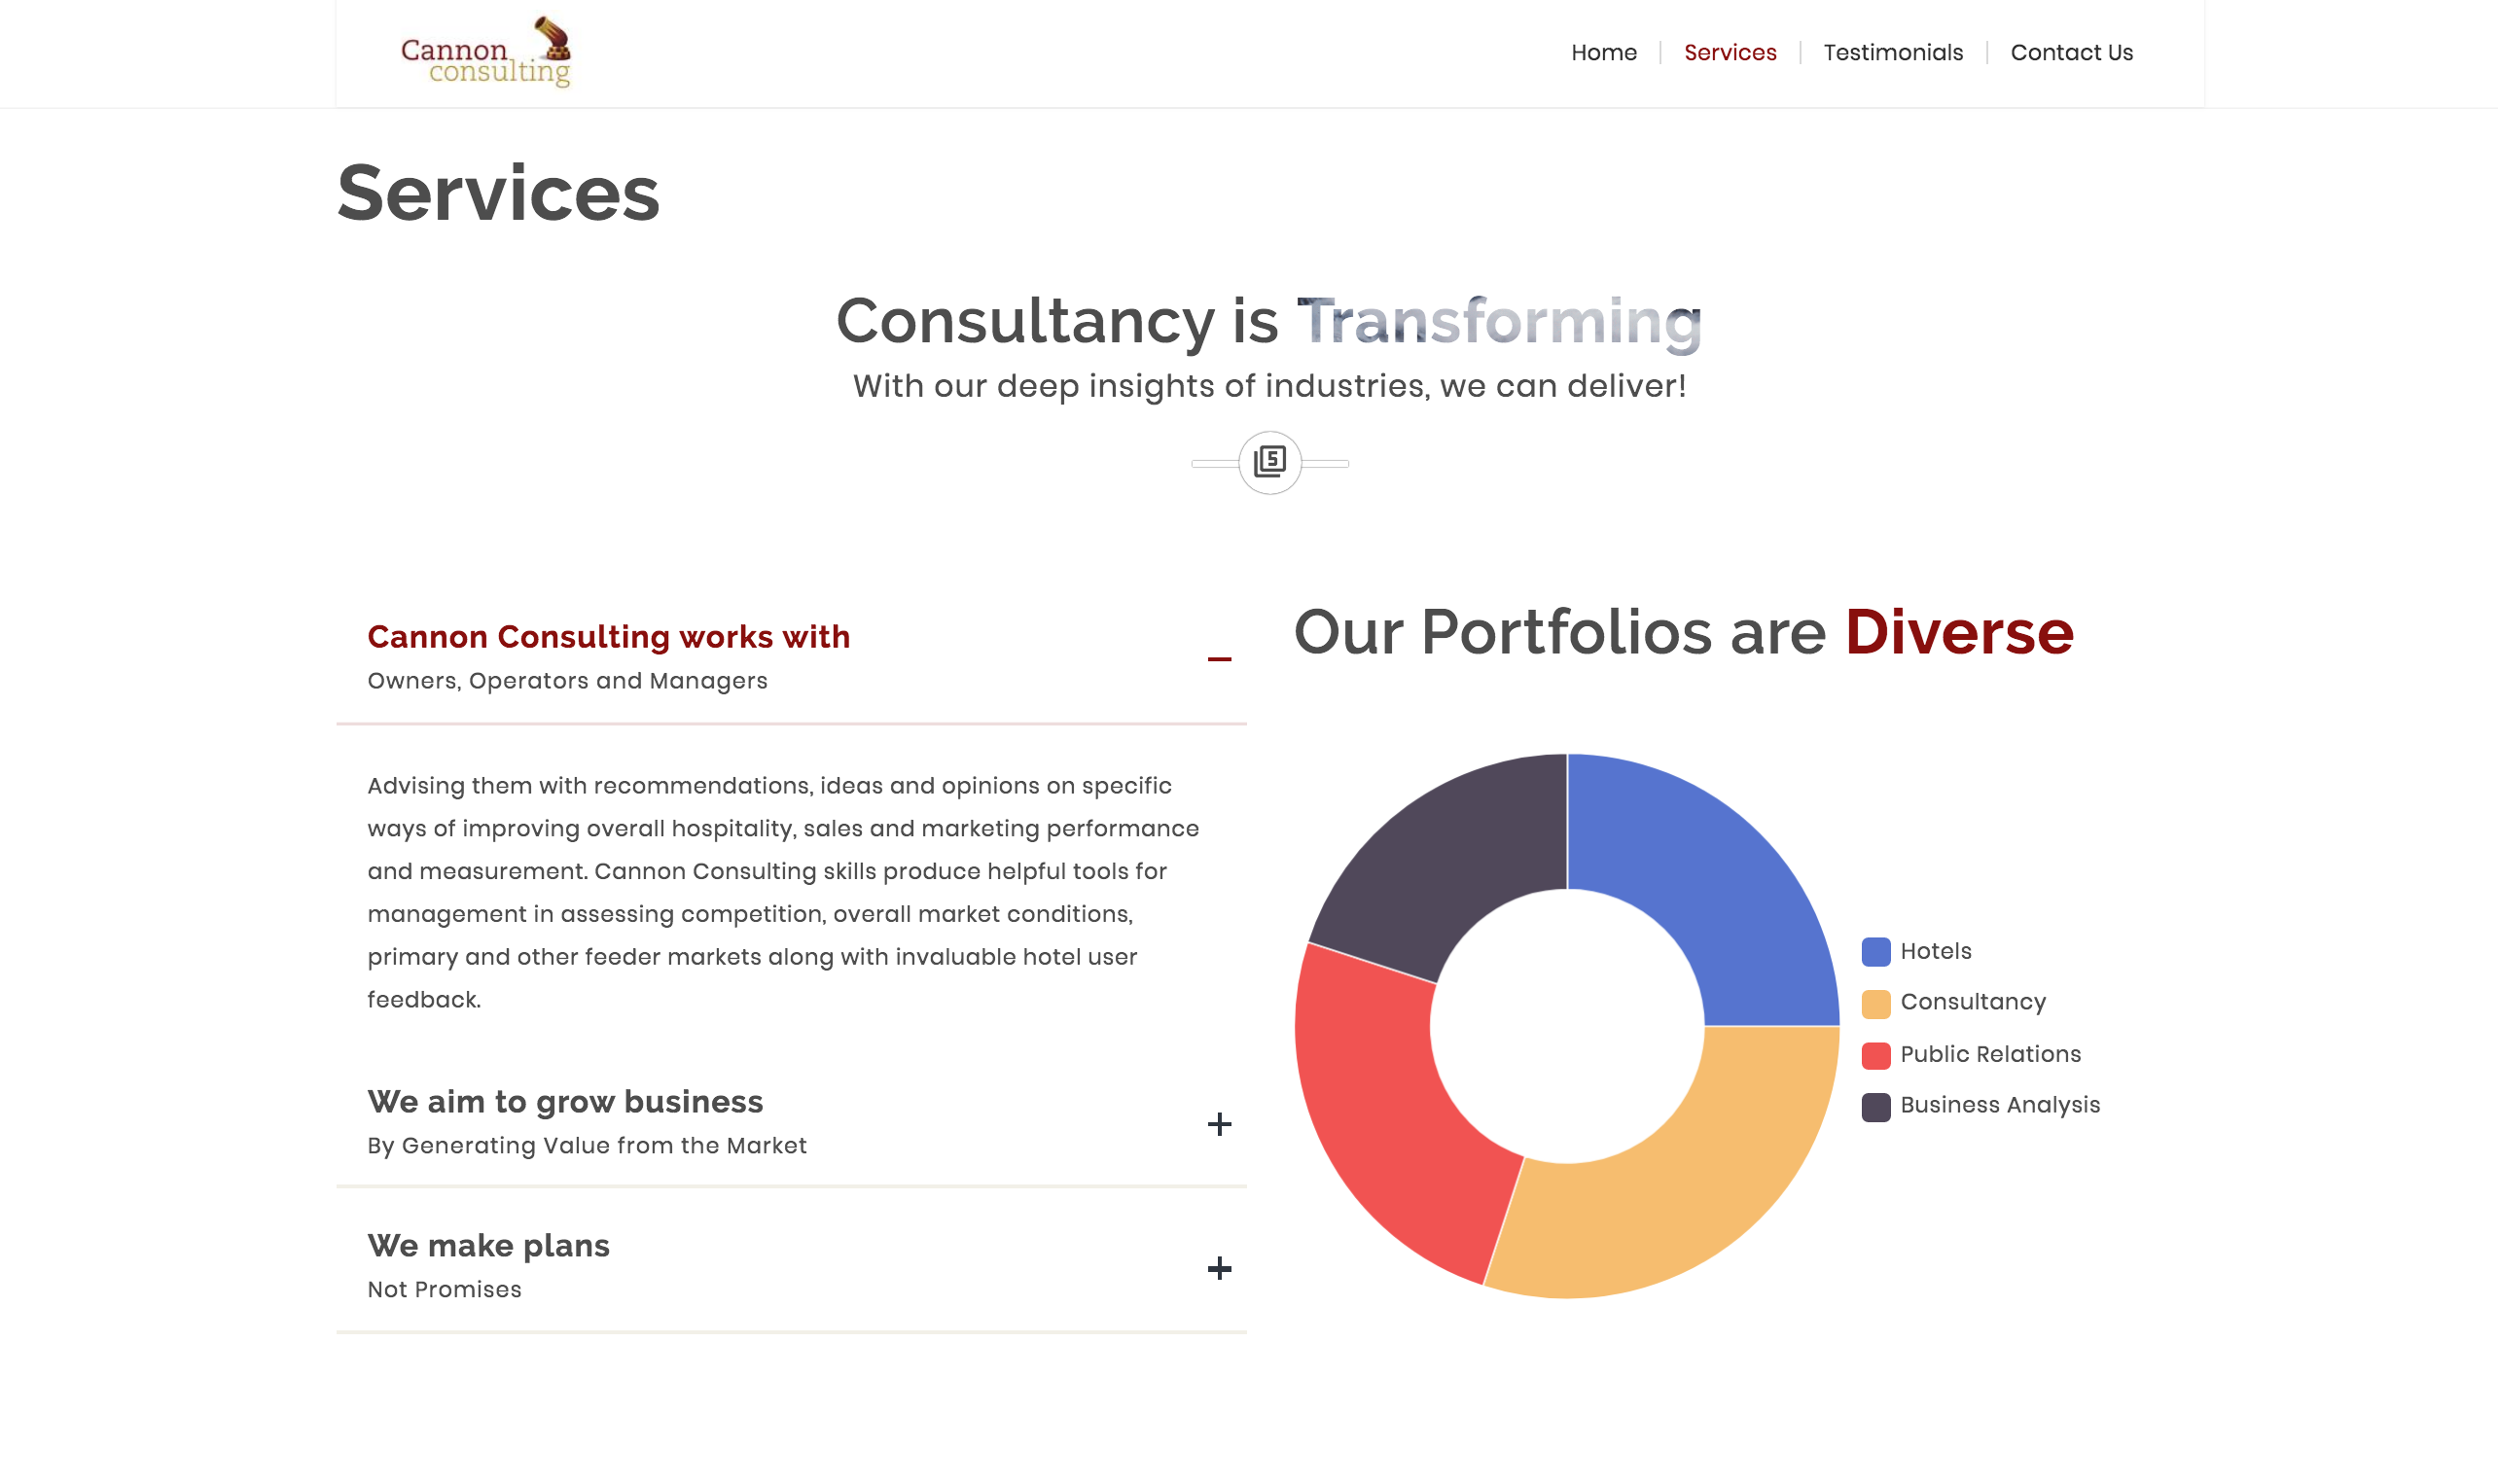 Cannon
consulting
Home
Services
Testimonials
Contact Us
Services
Consultancy is Transforming
With our deep insights of industries, we can deliver!
5
Cannon Consulting works with
Owners, Operators and Managers
Advising them with recommendations, ideas and opinions on specific
ways of improving overall hospitality, sales and marketing performance
and measurement. Cannon Consulting skills produce helpful tools for
management in assessing competition, overall market conditions,
primary and other feeder markets along with invaluable hotel user
feedback.
We aim to grow business
By Generating Value from the Market
We make plans
Not Promises
Our Portfolios are Diverse
Hotels
Consultancy
Public Relations
Business Analysis